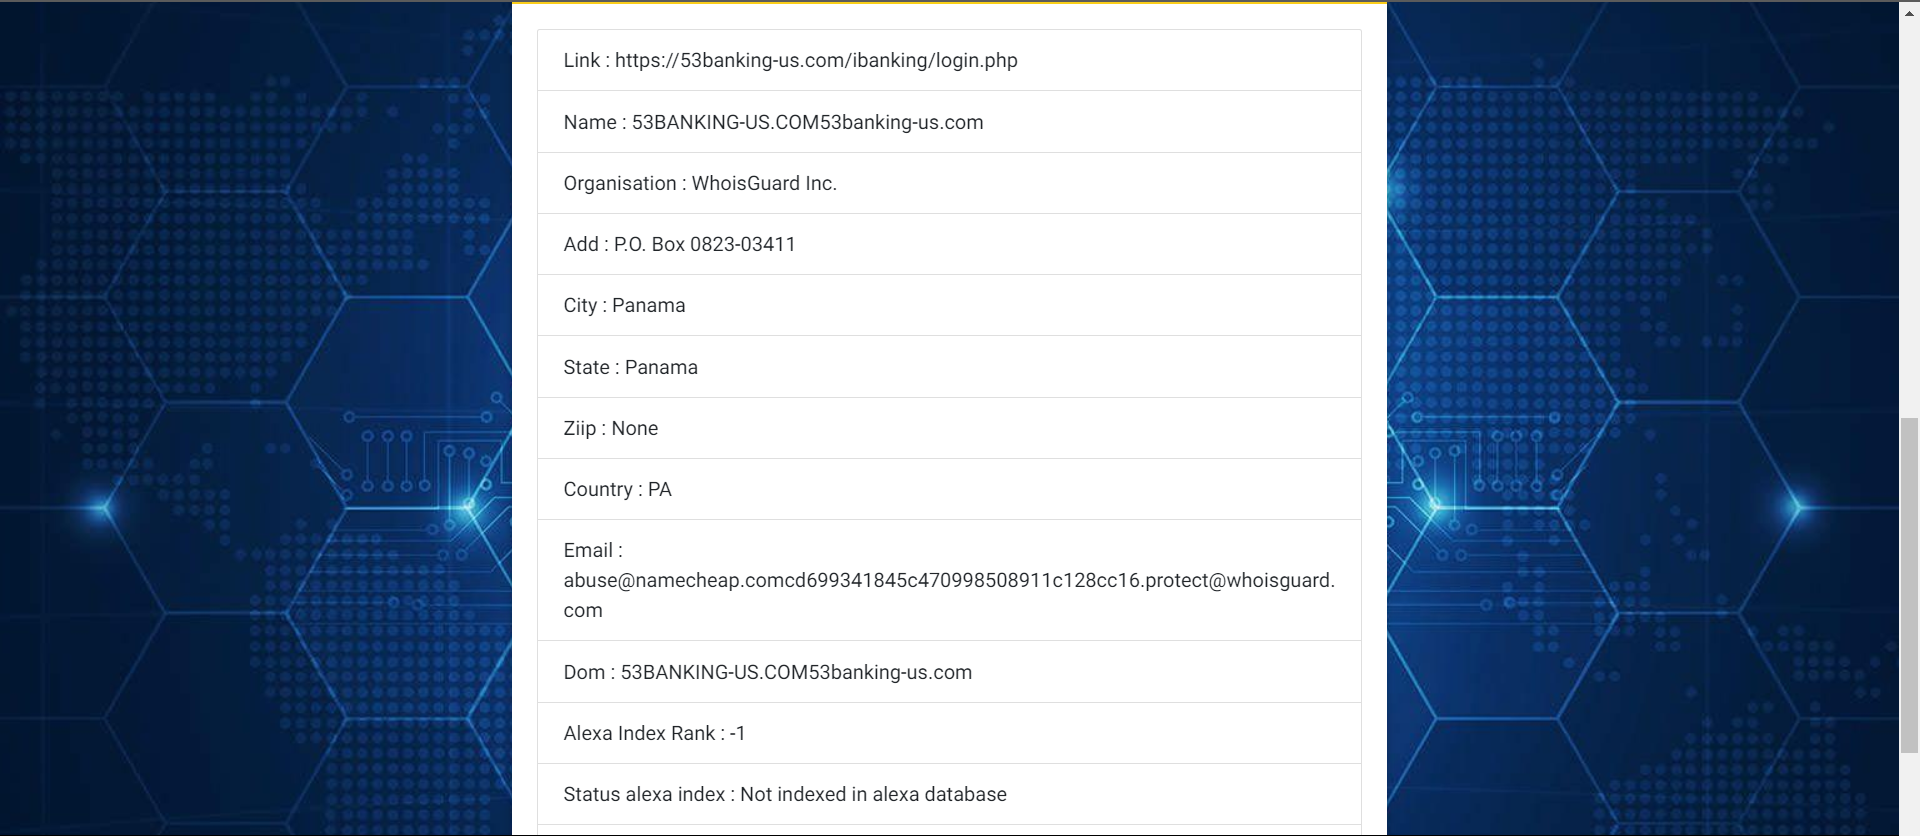 Link : https://53banking-us.com/ibanking/login.php
Name : 53BANKING-US.COM53banking-us.com
Organisation : WhoisGuard Inc.
Add : P.O. Box 0823-03411
City : Panama
State : Panama
Ziip : None
Country : PA
Email :
abuse@namecheap.comcd699341845c470998508911c128cc16.protect@whoisguard.
com
Dom : 53BANKING-US.COM53banking-us.com
Alexa Index Rank : -1
Status alexa index : Not indexed in alexa database